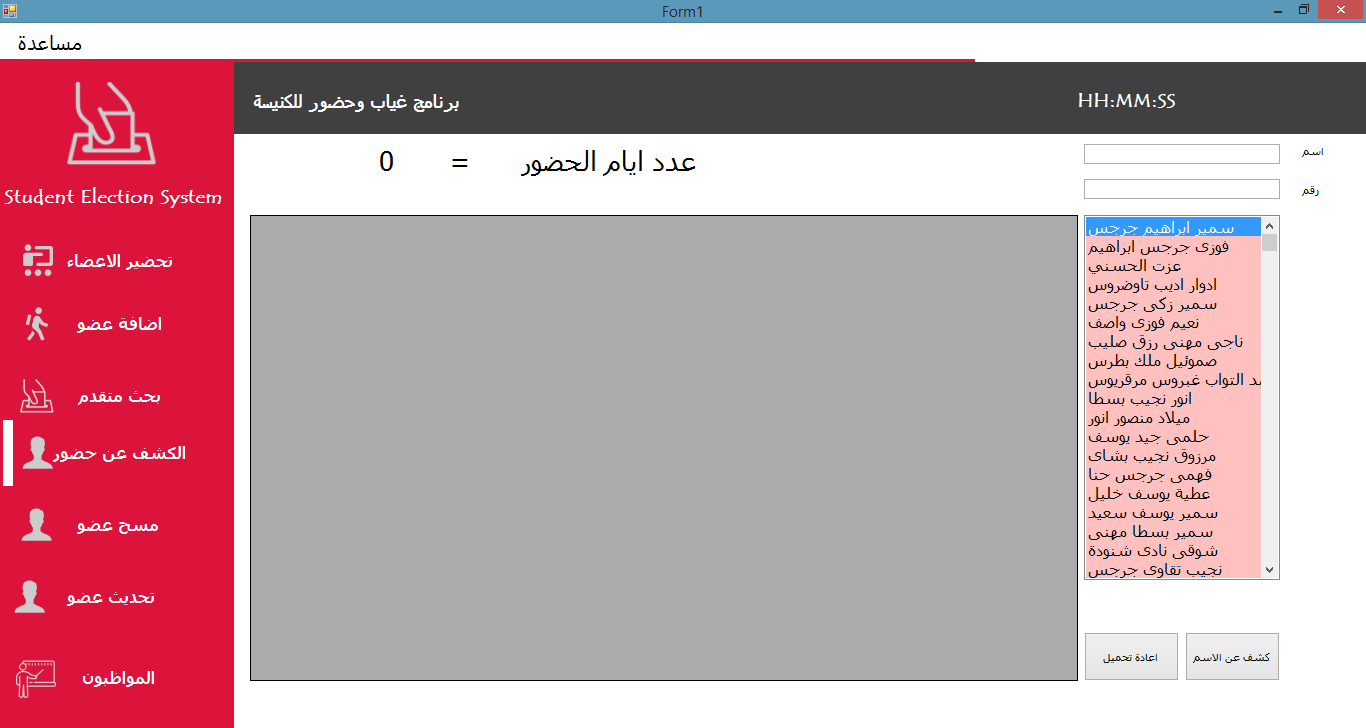 Form1
مساعدة
برنامج غياب وحضور للكنيسة
HH:MM:SS
Student Election System
تحضير الاعضاء
اضافة عضو
بحث متقدم
الكشف عن حضور
مسح عضو
تحديث عضو
المواظبون
عدد ايام الحضور = 0
اسم
رقم
سمير ابراهيم جرجس
فوزى جرجس ابراهيم
عزت الحسني
ادوار اديب تاوضروس
سمير زكى جرجس
نعيم فوزى واصف
ناجى مهنى رزق صليب
صموئيل ملك بطرس
التواب غبروس مرقريوس
انور نجيب بسطا
ميلاد منصور انور
حلمى جيد يوسف
مرزوق نجيب بشاى
فهمى جرجس حنا
عطية يوسف خليل
سمير يوسف سعيد
سمير بسطا مهنى
شوقى نادى شنودة
نجيب تقاوى جرجس
اعادة تحميل
كشف عن الاسم